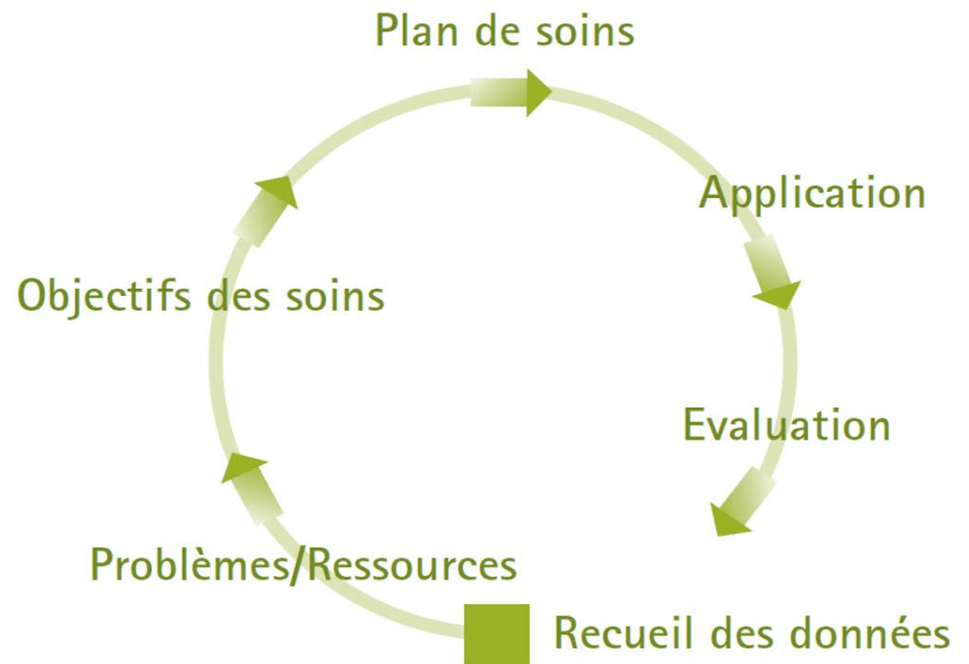 Plan de soins
Application
Objectifs des soins
Evaluation
Problèmes/Ressources
Recueil des données